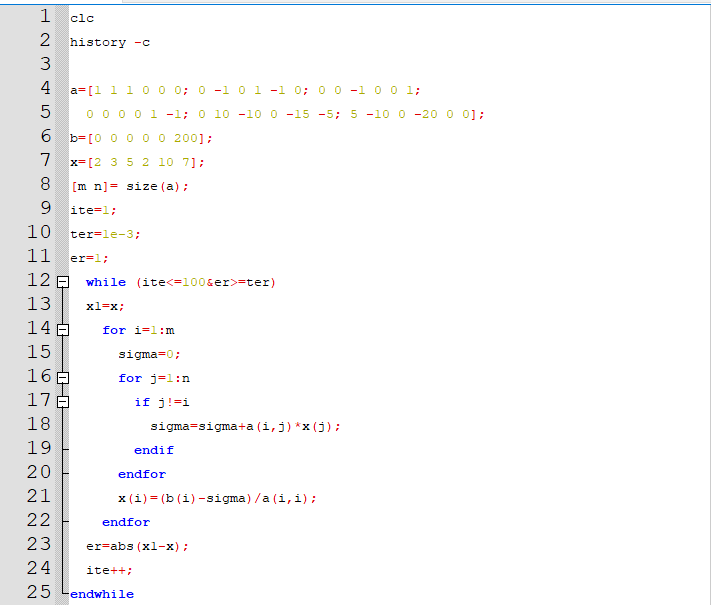 1 clc
2 history -c
3
4 a=[1 1 1 0 0 0; 0 -1 0 1 -1 0; 0 0 -1 0 0 1;
5 0 0 0 0 1 -1; 0 10 -10 0 -15 -5; 5 -10 0 -20 0 0];
6 b=[0 0 0 0 0 200];
7 x=[2 3 5 2 10 7];
8 [m n]= size(a);
9 ite=1;
10 ter=1e-3;
11 er=1;
12 while (ite<=100&er>=ter)
13 xl=x;
14 for i=1:m
15 sigma=0;
16 for j=1:n
17 if j!=i
18 sigma=sigma+a(i,j)*x(j);
19 endif
20 endfor
21 x(i)=(b(i)-sigma)/a(i,i);
22 endfor
23 er=abs(xl-x);
24 ite++;
25 endwhile